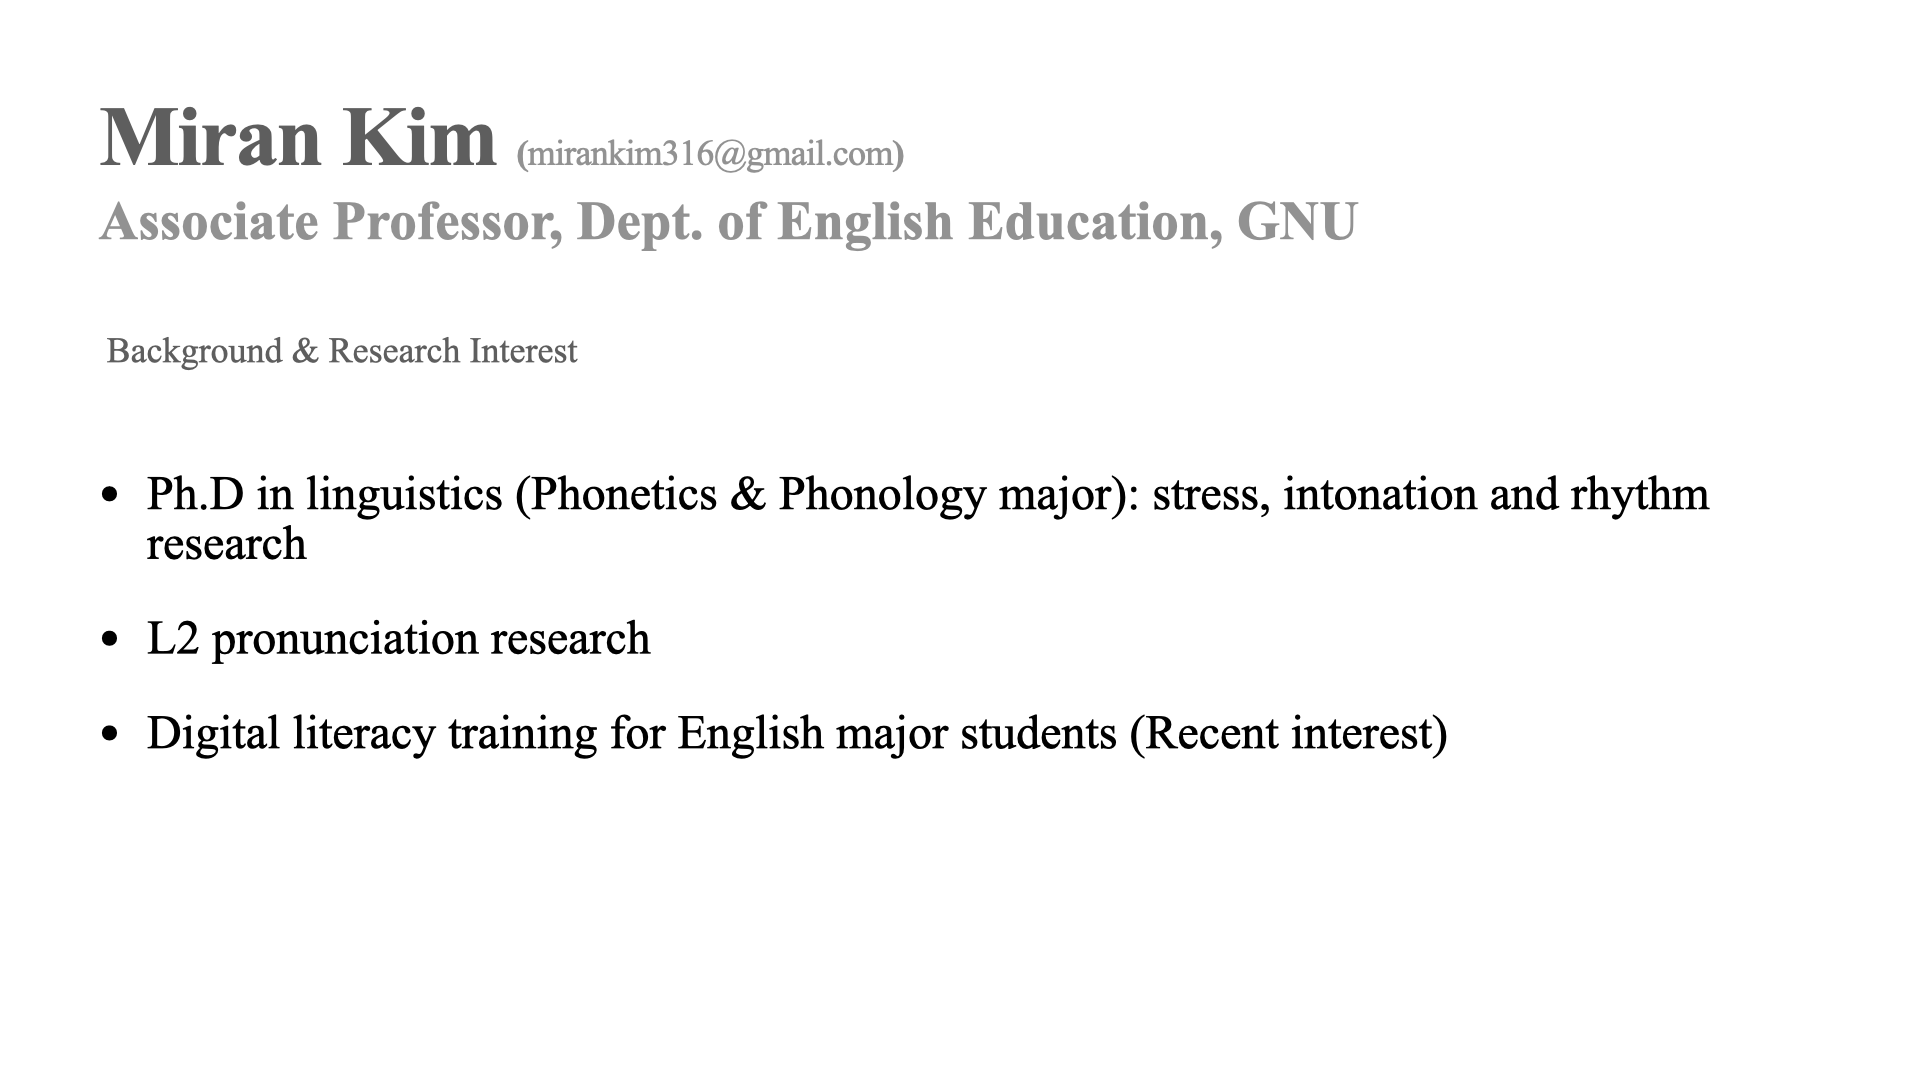 Miran Kim (mirankim316@gmail.com)
Associate Professor, Dept. of English Education, GNU
Background & Research Interest
• Ph.D in linguistics (Phonetics & Phonology major): stress, intonation and rhythm
research
• L2 pronunciation research
• Digital literacy training for English major students (Recent interest)